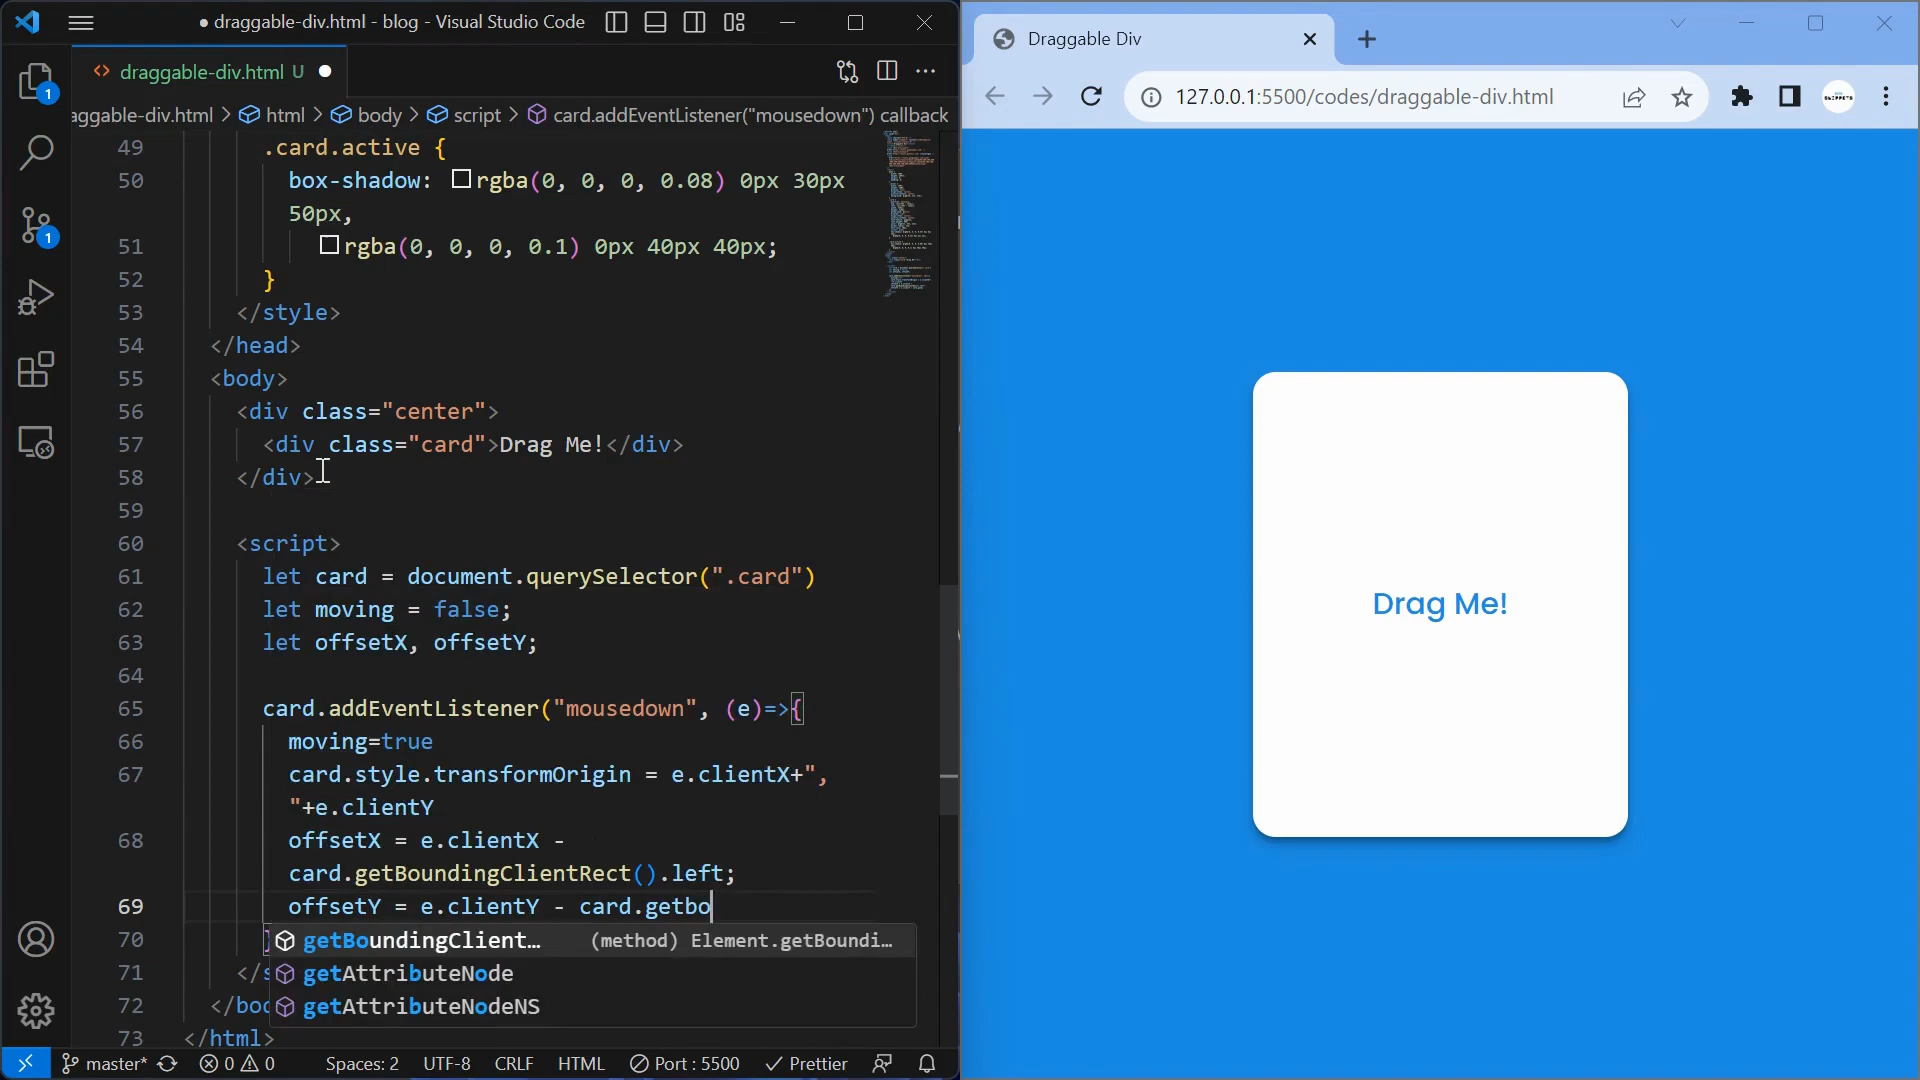 ● draggable-div.html - blog - Visual Studio Code
draggable-div.html U ●
aggable-div.html > html > body > script > card.addEventListener("mousedown") callback
49 .card.active {
50 box-shadow: rgba(0, 0, 0, 0.08) 0px 30px
50px,
51 rgba(0, 0, 0, 0.1) 0px 40px 40px;
52 }
53 </style>
54 </head>
55 <body>
56 <div class="center">
57 <div class="card">Drag Me!</div>
58 </div>
59
60 <script>
61 let card = document.querySelector(".card")
62 let moving = false;
63 let offsetX, offsetY;
64
65 card.addEventListener("mousedown", (e)=>{
66 moving=true
67 card.style.transformOrigin = e.clientX+",
"+e.clientY
68 offsetX = e.clientX -
card.getBoundingClientRect().left;
69 offsetY = e.clientY - card.getbo
70 }
getBoundingClient… (method) Element.getBoundi…
71 </s
getAttributeNode
72 </bod
getAttributeNodeNS
73 </html>
1
1
master* 0 0 Spaces: 2 UTF-8 CRLF HTML Port : 5500 Prettier
Draggable Div
127.0.0.1:5500/codes/draggable-div.html
Drag Me!